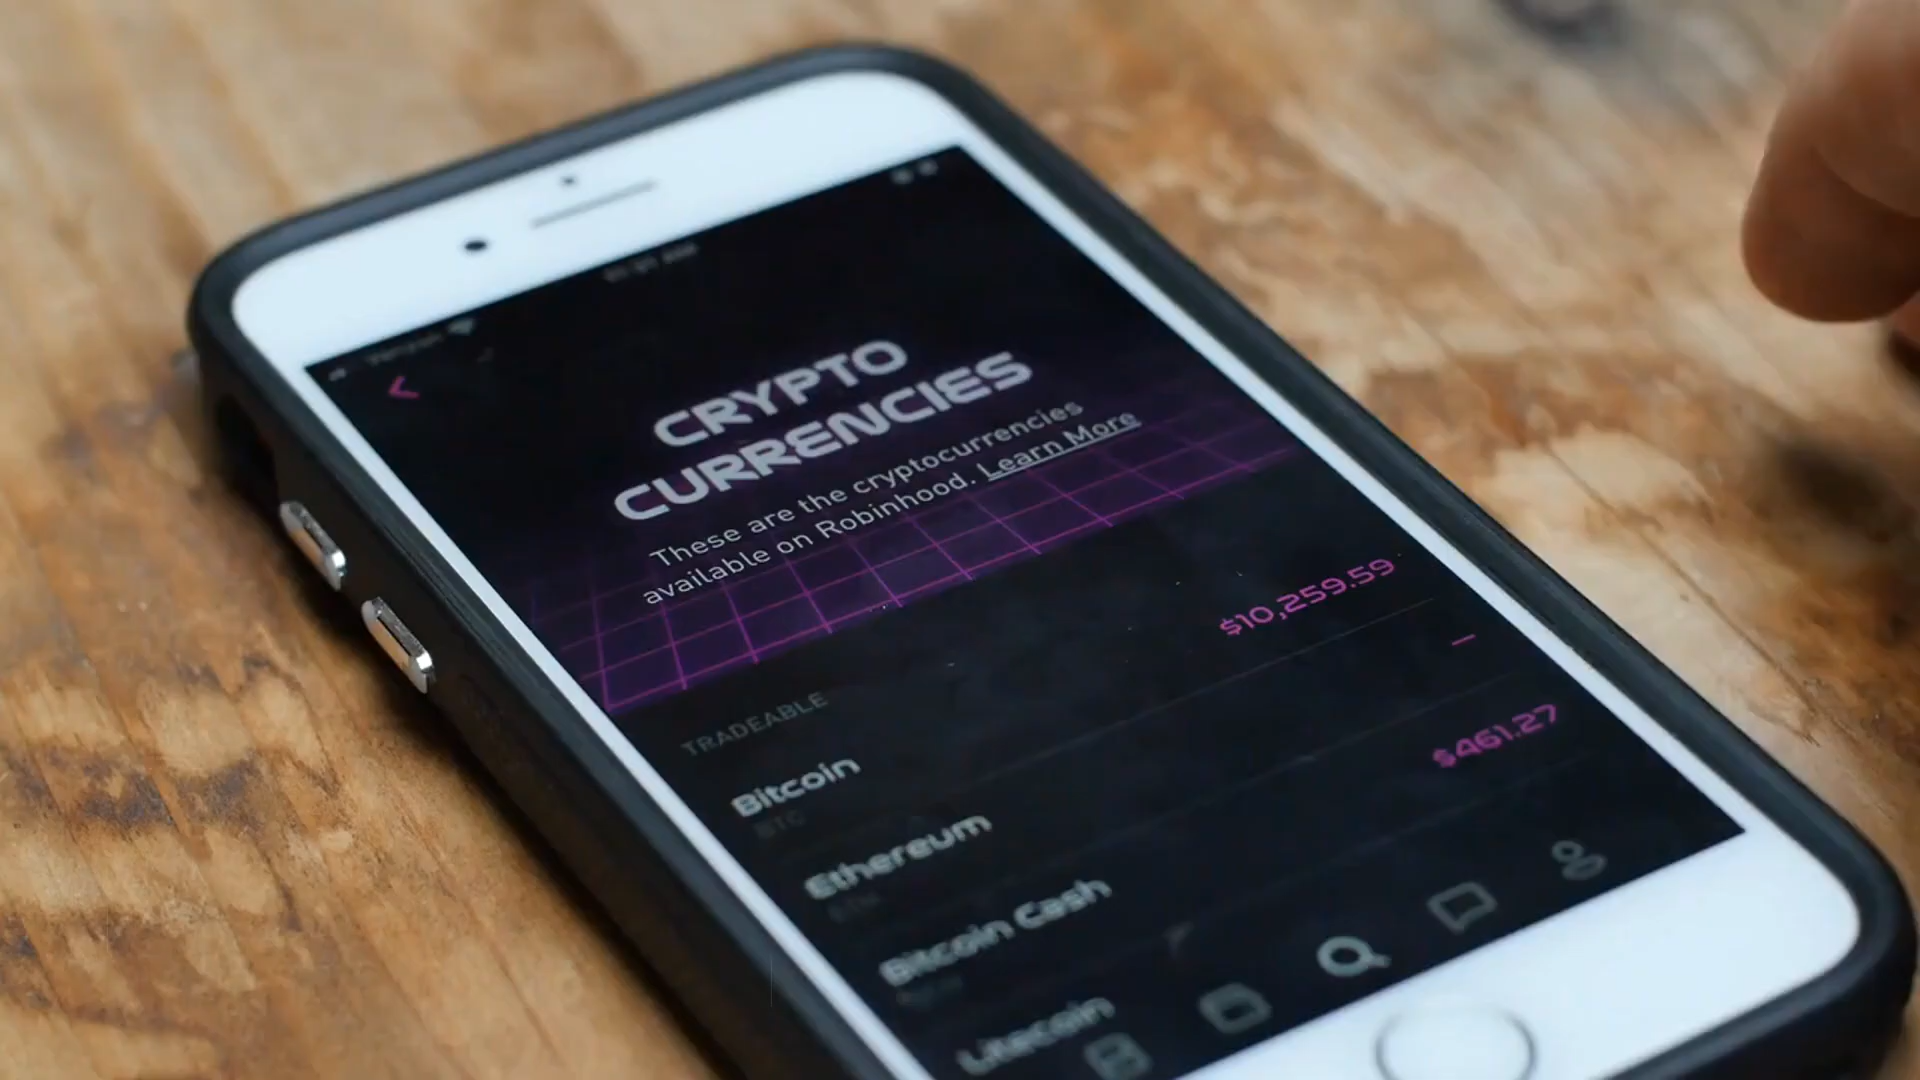 CRYPTO
CURRENCIES
These are the cryptocurrencies
available on Robinhood. Learn More
TRADEABLE
Bitcoin
$10,259.59
BTC
Ethereum
—
Bitcoin Cash
$461.27
Litecoin